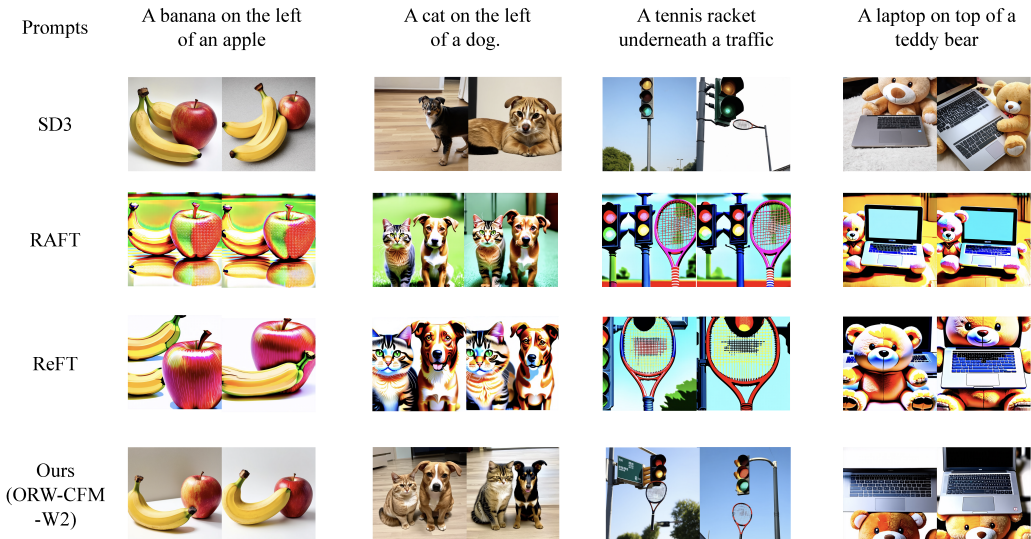 Prompts
A banana on the left
of an apple
A cat on the left
of a dog.
A tennis racket
underneath a traffic
A laptop on top of a
teddy bear
SD3
RAFT
ReFT
Ours
(ORW-CFM
-W2)